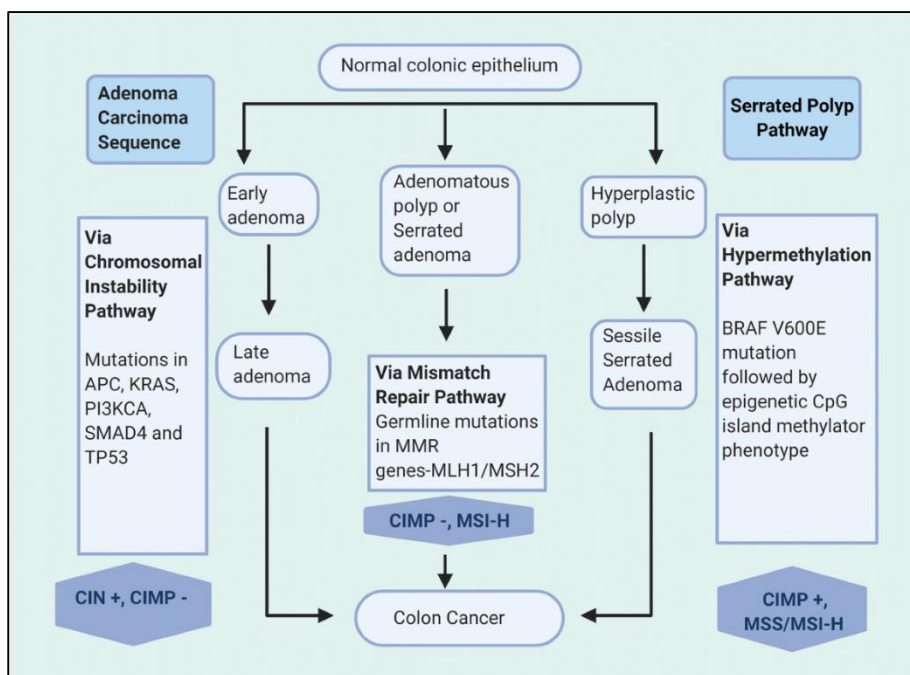 Normal colonic epithelium
Adenoma
Carcinoma
Sequence
Serrated Polyp
Pathway
Early
adenoma
Adenomatous
polyp or
Serrated
adenoma
Hyperplastic
polyp
Via
Chromosomal
Instability
Pathway
Mutations in
APC, KRAS,
PI3KCA,
SMAD4 and
TP53
Late
adenoma
Via Mismatch
Repair Pathway
Germline mutations
in MMR
genes-MLH1/MSH2
Sessile
Serrated
Adenoma
Via
Hypermethylation
Pathway
BRAF V600E
mutation
followed by
epigenetic CpG
island methylator
phenotype
CIMP -, MSI-H
CIN +, CIMP -
Colon Cancer
CIMP +,
MSS/MSI-H